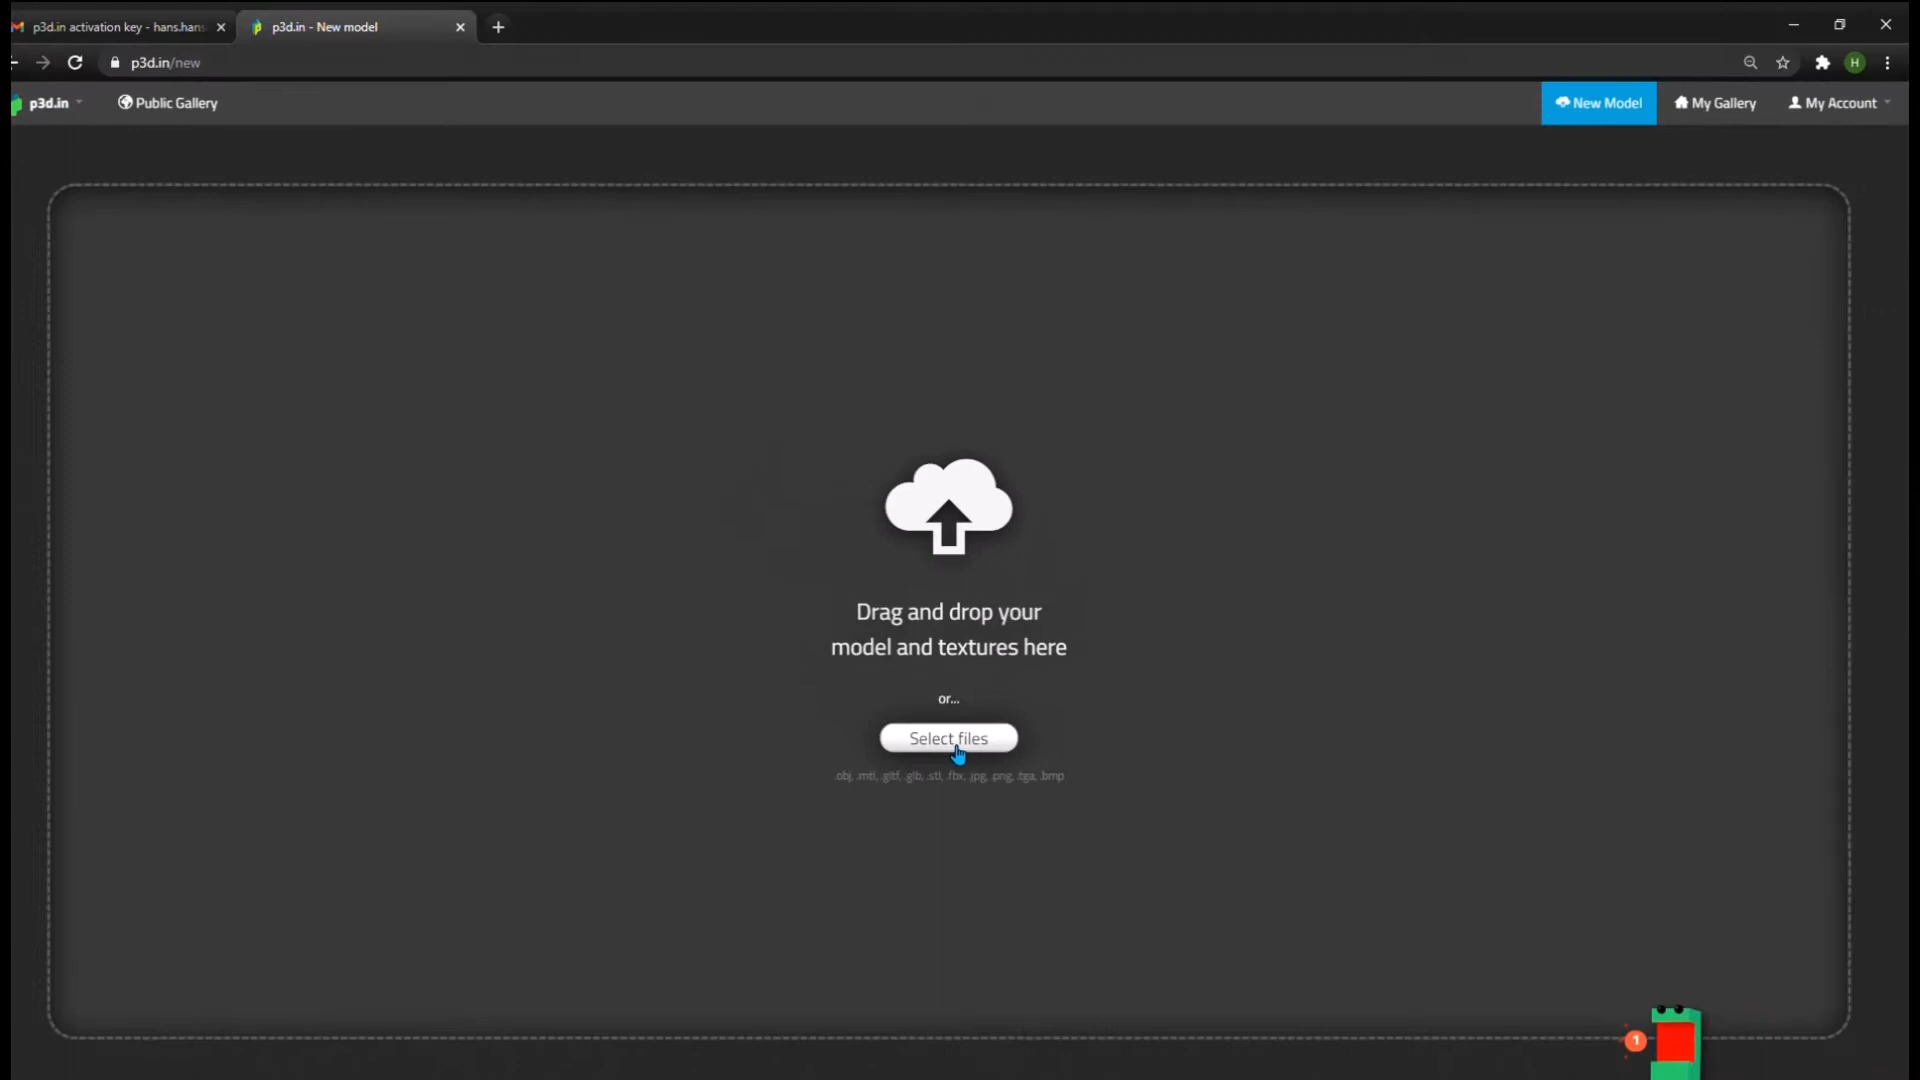 p3d.in activation key - hans.hans
p3d.in - New model
p3d.in/new
H
p3d.in
Public Gallery
New Model
My Gallery
My Account
Drag and drop your
model and textures here
or...
Select files
.obj, .mtl, .gltf, .glb, .stl, .fbx, .jpg, .png, .tga, .bmp
1